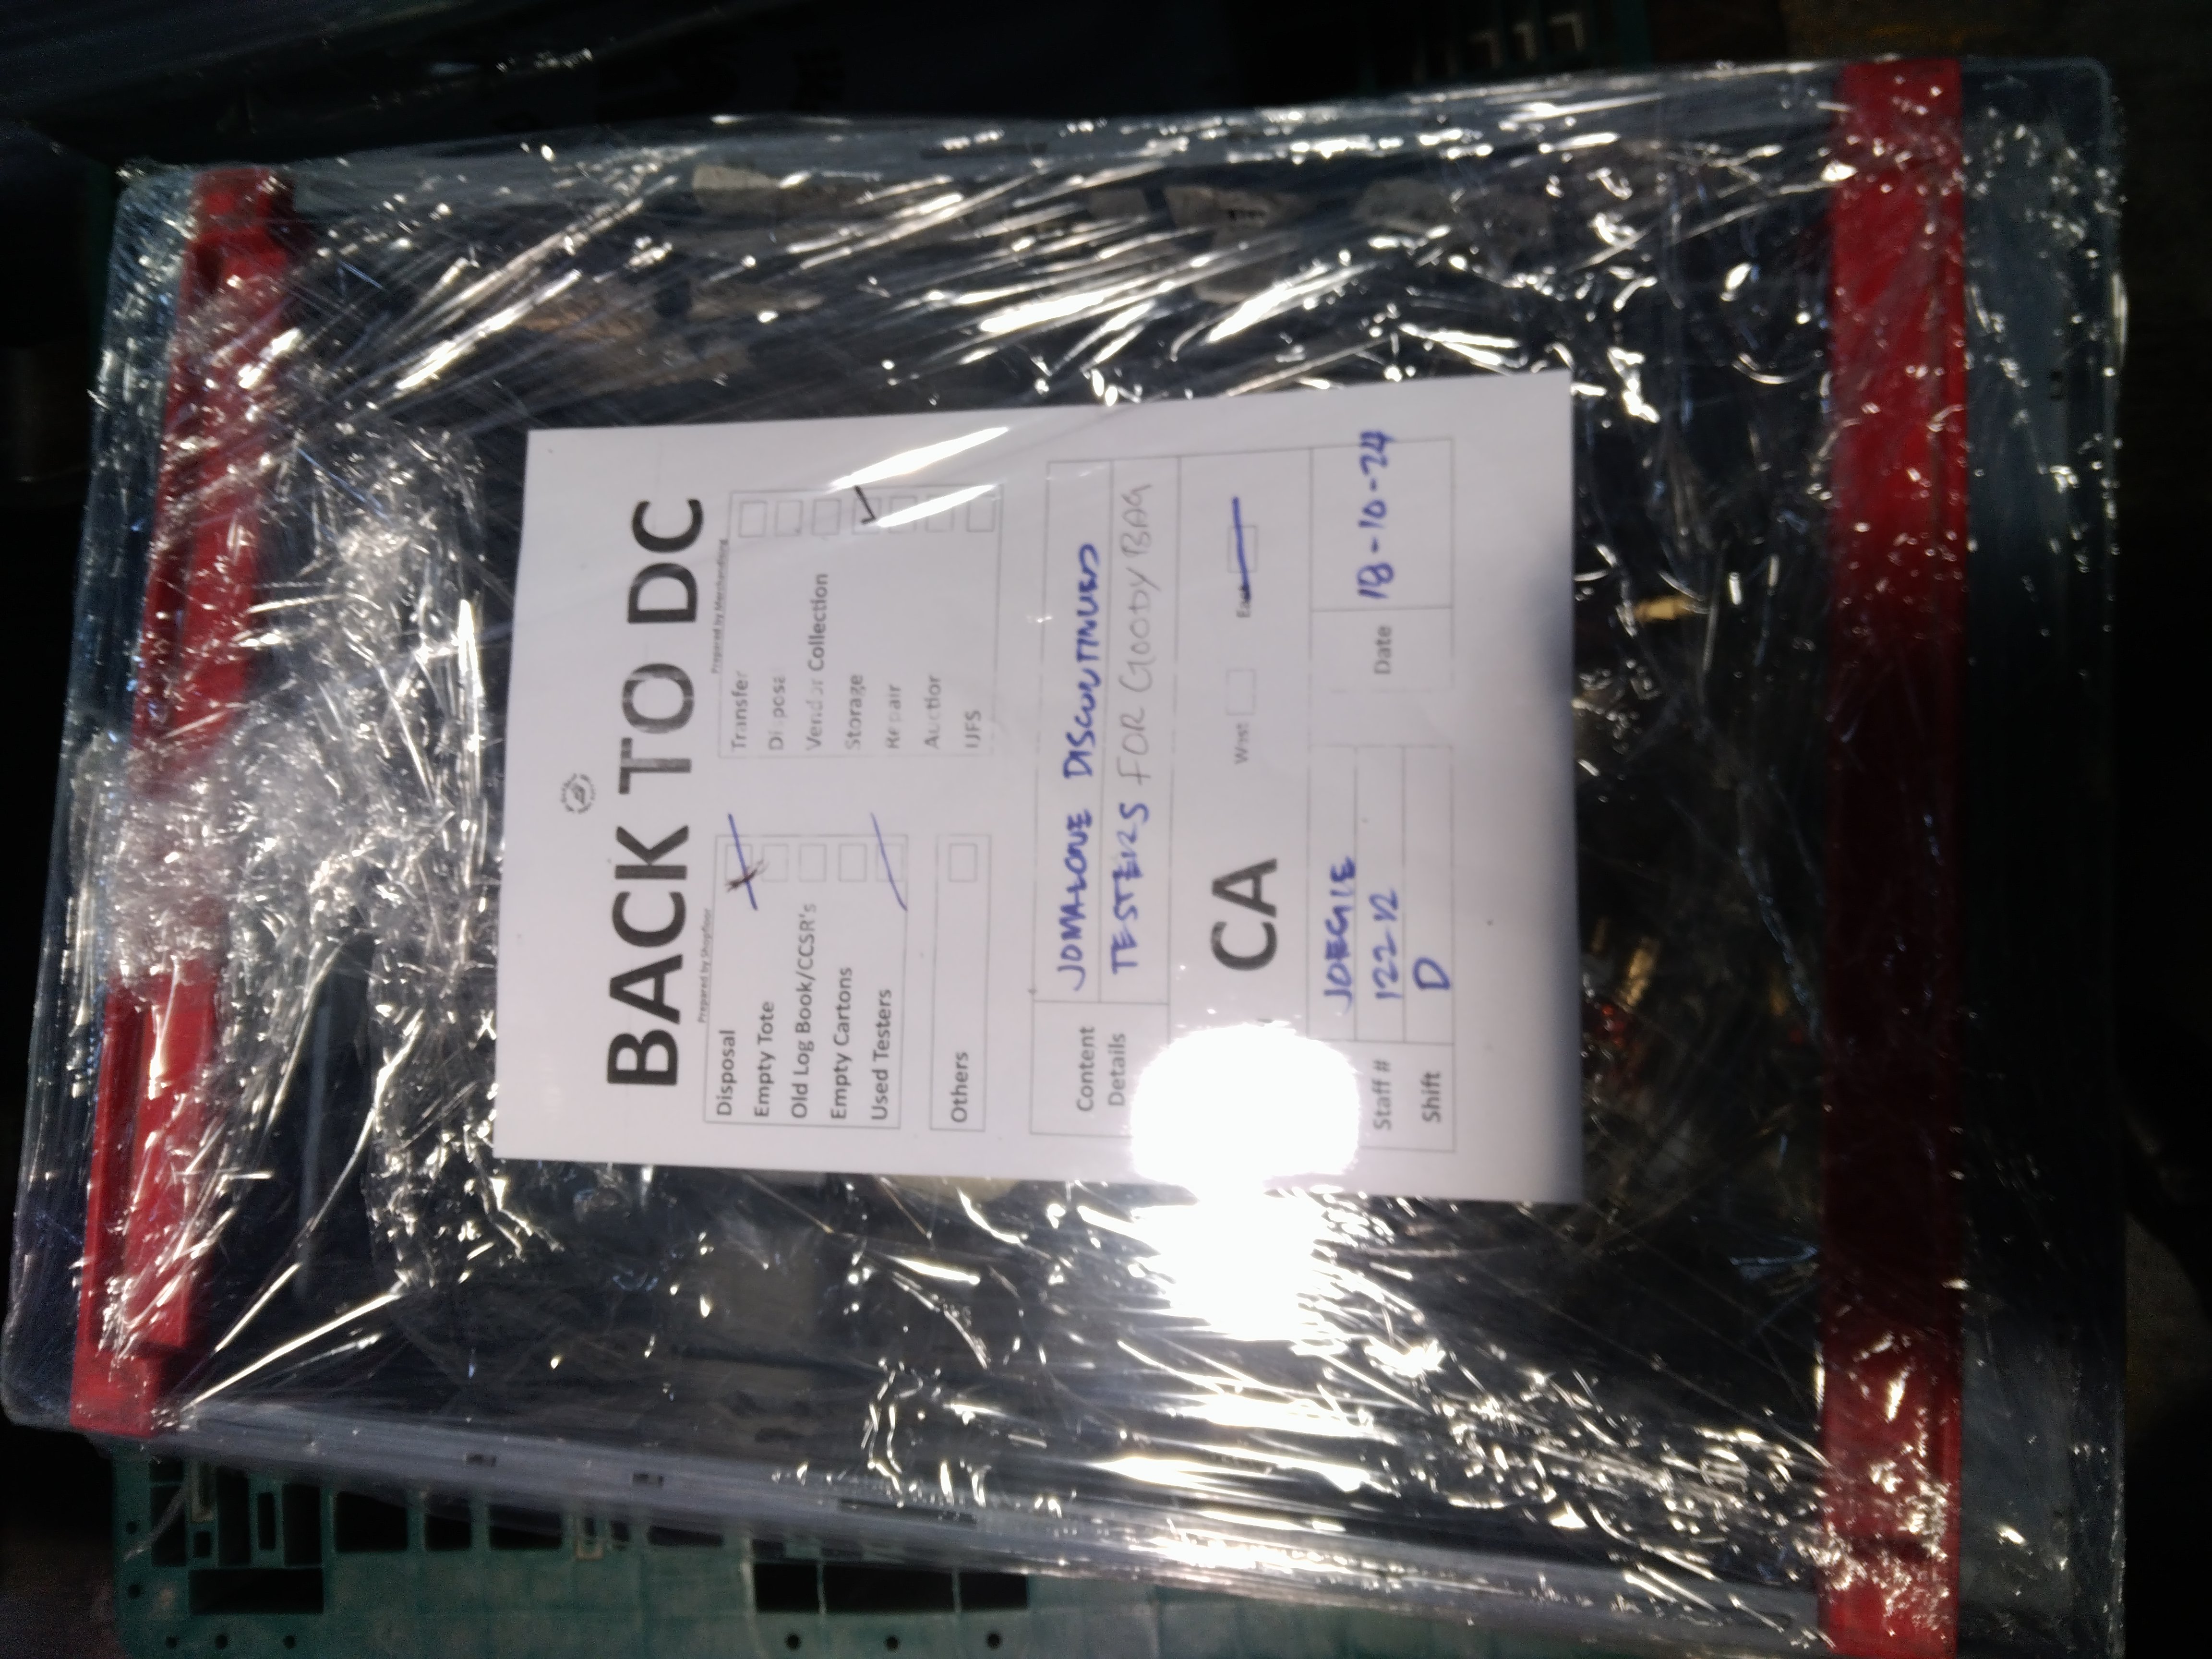 BACK TO DC
Prepared by Shopfloor
Disposal
Empty Tote
Old Log Book/CCSR's
Empty Cartons
Used Testers
Others
Prepared by Merchandising
Transfer
Disposal
Vendor Collection
Storage
Repair
Auction
UFS
Content Details
JOMALONE DISCONTINUED
TESTERS FOR GOODY BAG
CA
West
East
JOEGIE
Staff #
12212
Date
18-10-24
Shift
D